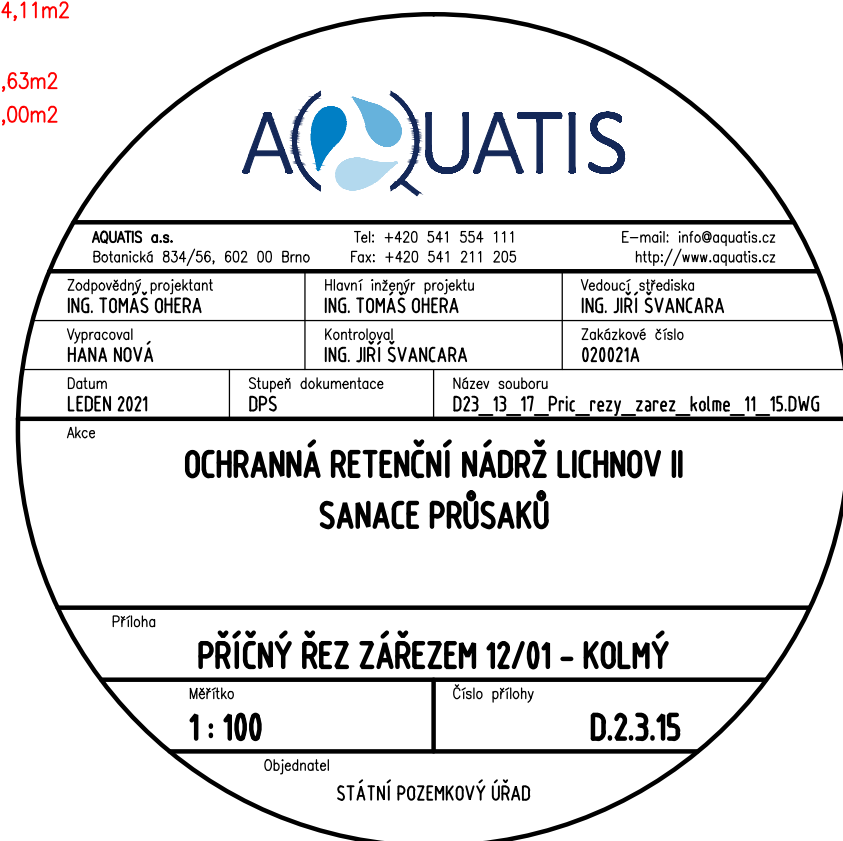 4,11m2
,63m2
,00m2
AQUATIS
AQUATIS a.s. Tel: +420 541 554 111 E-mail: info@aquatis.cz
Botanická 834/56, 602 00 Brno Fax: +420 541 211 205 http://www.aquatis.cz
Zodpovědný projektant Hlavní inženýr projektu Vedoucí střediska
ING. TOMÁŠ OHERA ING. TOMÁŠ OHERA ING. JIŘÍ ŠVANCARA
Vypracoval Kontroloval Zakázkové číslo
HANA NOVÁ ING. JIŘÍ ŠVANCARA 020021A
Datum Stupeň dokumentace Název souboru
LEDEN 2021 DPS D23_13_17_Pric_rezy_zarez_kolme_11_15.DWG
Akce
OCHRANNÁ RETENČNÍ NÁDRŽ LICHNOV II
SANACE PRŮSAKŮ
Příloha
PŘÍČNÝ ŘEZ ZÁŘEZEM 12/01 - KOLMÝ
Měřítko Číslo přílohy
1 : 100 D.2.3.15
Objednatel
STÁTNÍ POZEMKOVÝ ÚŘAD